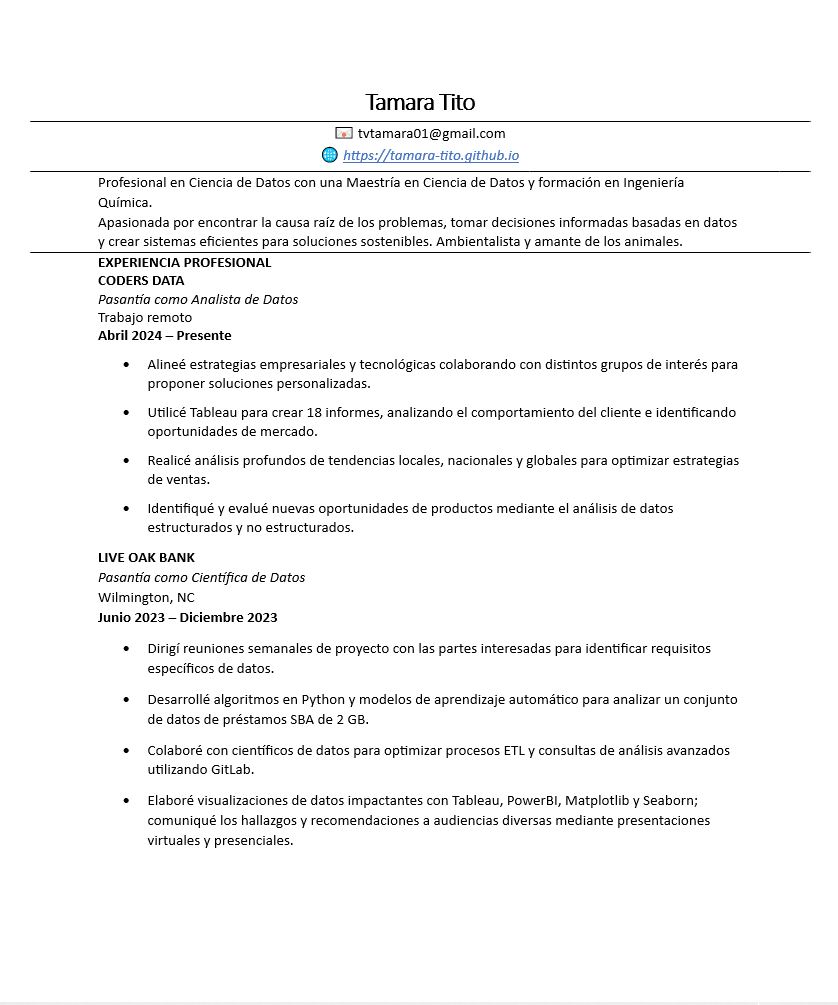 Tamara Tito
tvtamara01@gmail.com
https://tamara-tito.github.io
Profesional en Ciencia de Datos con una Maestría en Ciencia de Datos y formación en Ingeniería
Química.
Apasionada por encontrar la causa raíz de los problemas, tomar decisiones informadas basadas en datos
y crear sistemas eficientes para soluciones sostenibles. Ambientalista y amante de los animales.
EXPERIENCIA PROFESIONAL
CODERS DATA
Pasantía como Analista de Datos
Trabajo remoto
Abril 2024 – Presente
• Alineé estrategias empresariales y tecnológicas colaborando con distintos grupos de interés para
proponer soluciones personalizadas.
• Utilicé Tableau para crear 18 informes, analizando el comportamiento del cliente e identificando
oportunidades de mercado.
• Realicé análisis profundos de tendencias locales, nacionales y globales para optimizar estrategias
de ventas.
• Identifiqué y evalué nuevas oportunidades de productos mediante el análisis de datos
estructurados y no estructurados.
LIVE OAK BANK
Pasantía como Científica de Datos
Wilmington, NC
Junio 2023 – Diciembre 2023
• Dirigí reuniones semanales de proyecto con las partes interesadas para identificar requisitos
específicos de datos.
• Desarrollé algoritmos en Python y modelos de aprendizaje automático para analizar un conjunto
de datos de préstamos SBA de 2 GB.
• Colaboré con científicos de datos para optimizar procesos ETL y consultas de análisis avanzados
utilizando GitLab.
• Elaboré visualizaciones de datos impactantes con Tableau, PowerBI, Matplotlib y Seaborn;
comuniqué los hallazgos y recomendaciones a audiencias diversas mediante presentaciones
virtuales y presenciales.